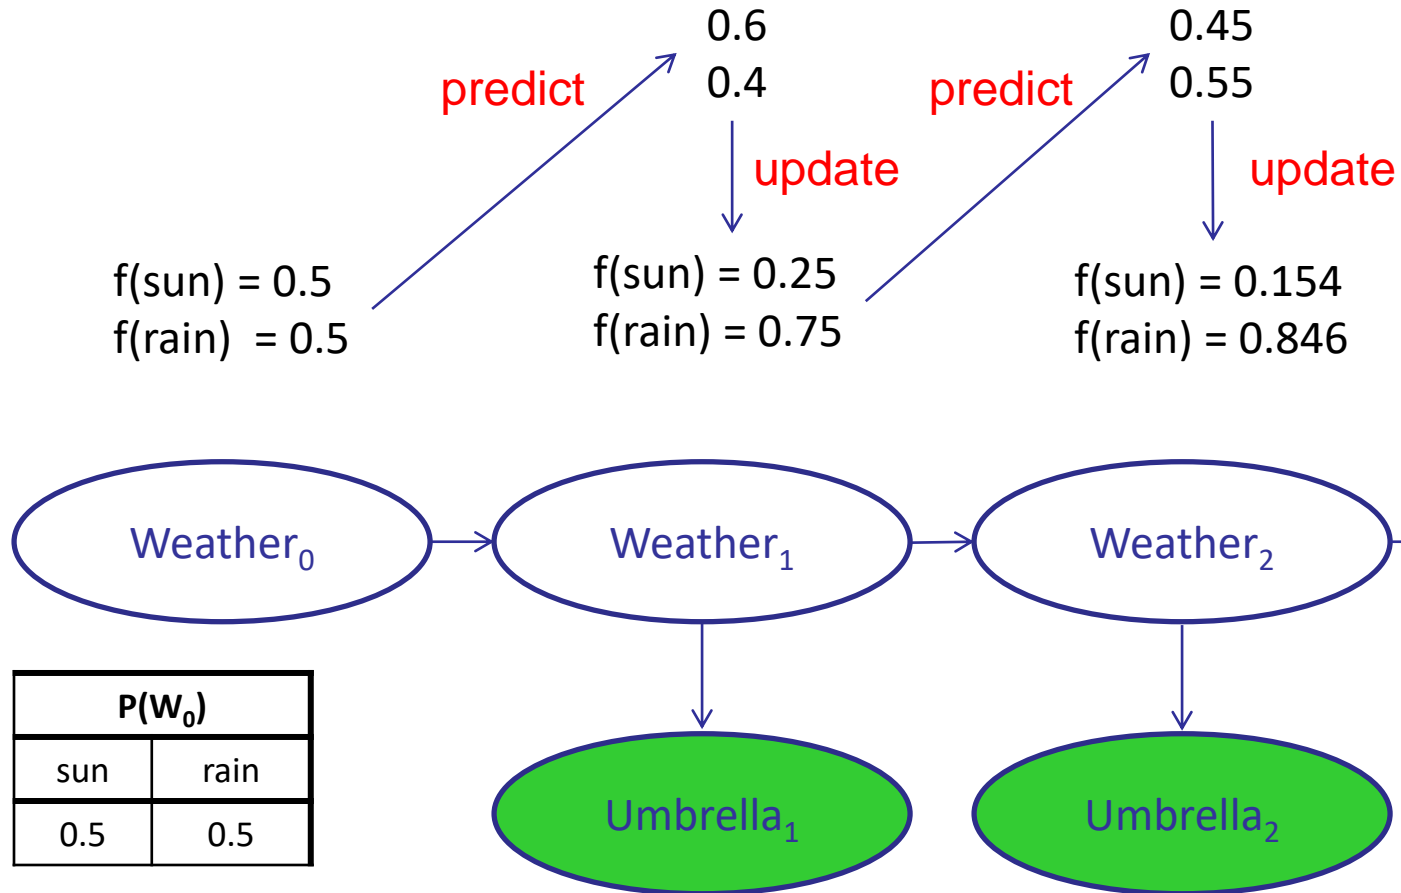 0.6
0.4
predict
update
0.45
0.55
predict
update
f(sun) = 0.5
f(rain) = 0.5
f(sun) = 0.25
f(rain) = 0.75
f(sun) = 0.154
f(rain) = 0.846
Weather₀
Weather₁
Weather₂
P(W₀)
sun rain
0.5 0.5
Umbrella₁
Umbrella₂